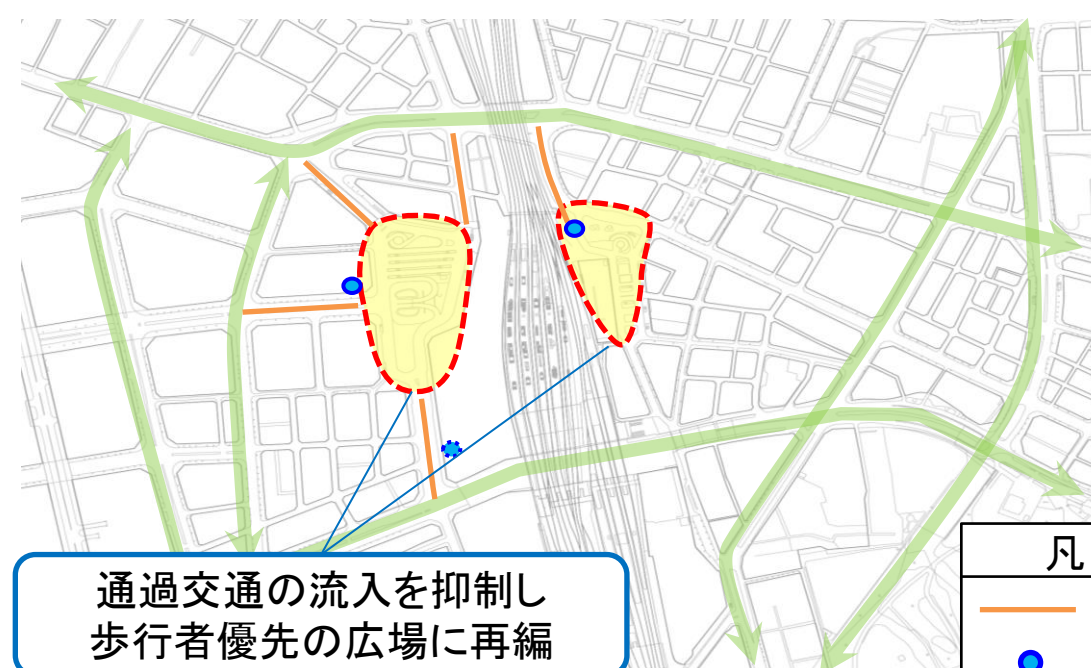 通過交通の流入を抑制し
歩行者優先の広場に再編
凡